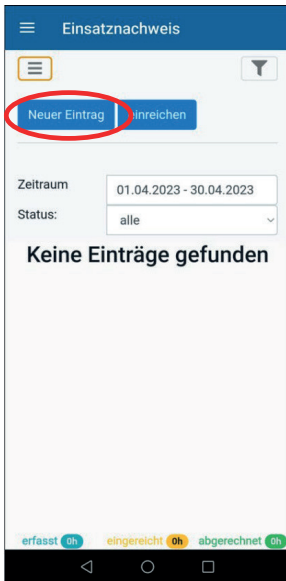 Einsatznachweis
Neuer Eintrag einreichen
Zeitraum 01.04.2023 - 30.04.2023
Status: alle
Keine Einträge gefunden
erfasst 0h eingereicht 0h abgerechnet 0h